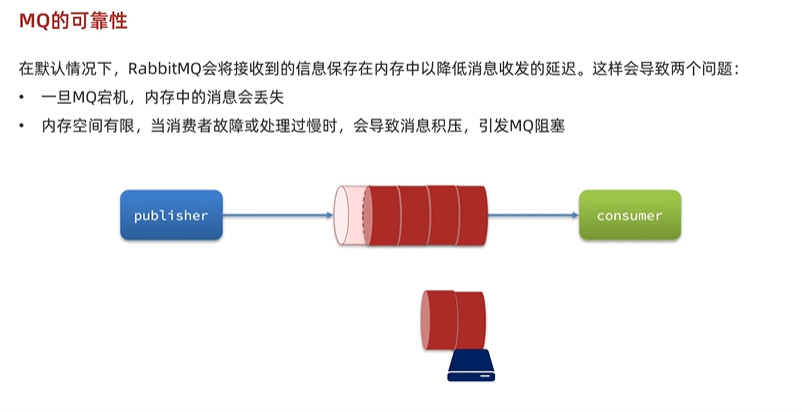 MQ的可靠性
在默认情况下，RabbitMQ会将接收到的信息保存在内存中以降低消息收发的延迟。这样会导致两个问题：
• 一旦MQ宕机，内存中的消息会丢失
• 内存空间有限，当消费者故障或处理过慢时，会导致消息积压，引发MQ阻塞
publisher
consumer